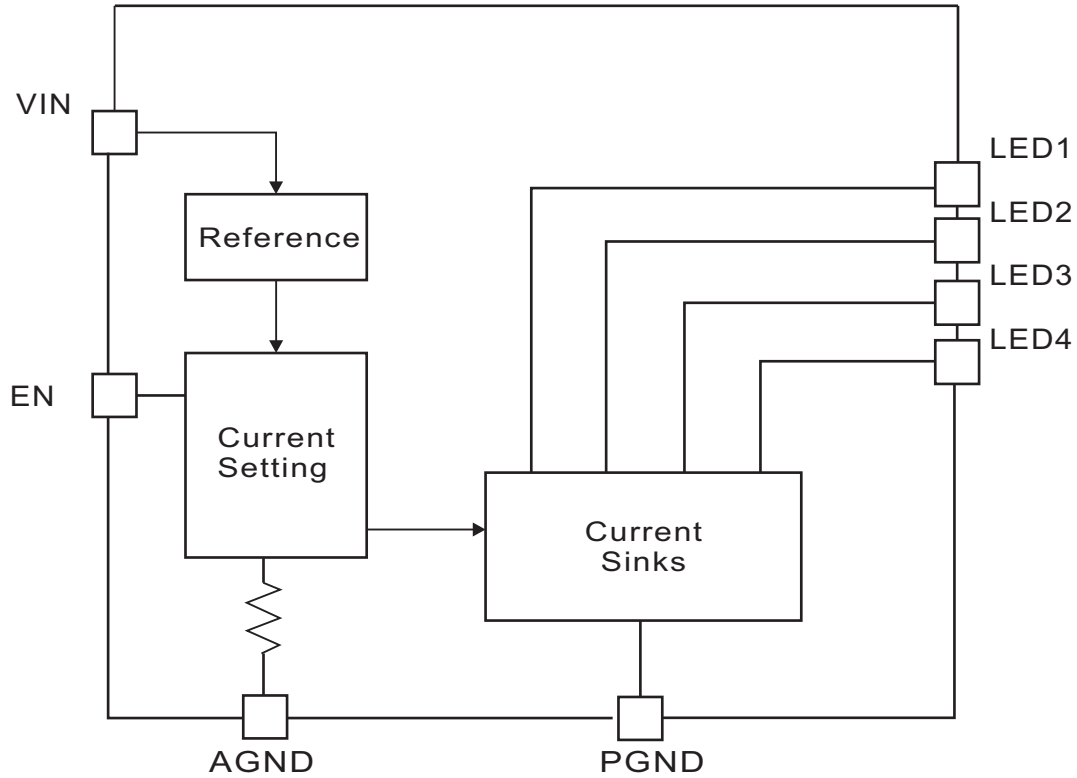 VIN
LED1
LED2
Reference
LED3
LED4
EN
Current
Setting
Current
Sinks
AGND
PGND